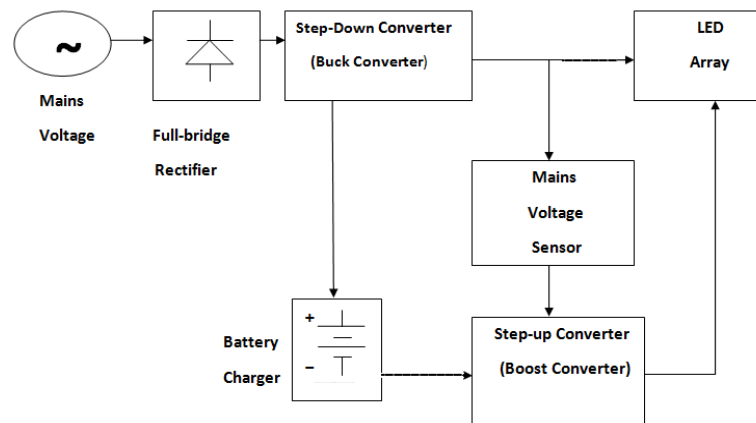 Mains
Voltage
~
Full-bridge
Rectifier
Step-Down Converter
(Buck Converter)
LED
Array
Mains
Voltage
Sensor
Battery
Charger
+
−
Step-up Converter
(Boost Converter)